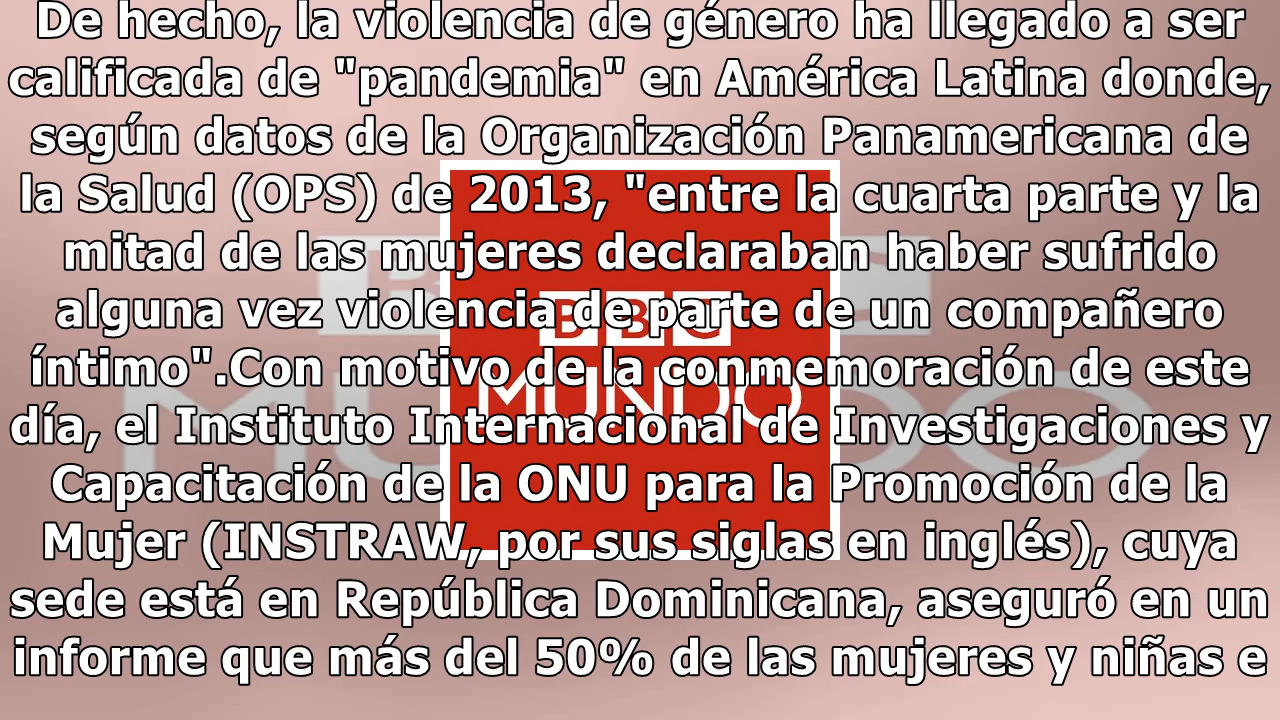 De hecho, la violencia de género ha llegado a ser
calificada de "pandemia" en América Latina donde,
según datos de la Organización Panamericana de
la Salud (OPS) de 2013, "entre la cuarta parte y la
mitad de las mujeres declaraban haber sufrido
alguna vez violencia de parte de un compañero
íntimo".Con motivo de la conmemoración de este
día, el Instituto Internacional de Investigaciones y
Capacitación de la ONU para la Promoción de la
Mujer (INSTRAW, por sus siglas en inglés), cuya
sede está en República Dominicana, aseguró en un
informe que más del 50% de las mujeres y niñas e
BBC
MUNDO